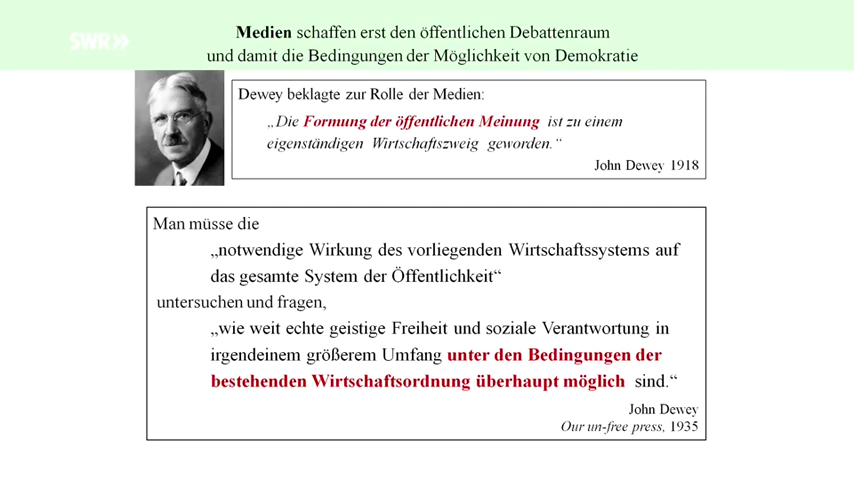 Medien schaffen erst den öffentlichen Debattenraum
und damit die Bedingungen der Möglichkeit von Demokratie
SWR»
Dewey beklagte zur Rolle der Medien:
„Die Formung der öffentlichen Meinung ist zu einem
eigenständigen Wirtschaftszweig geworden.“
John Dewey 1918
Man müsse die
„notwendige Wirkung des vorliegenden Wirtschaftssystems auf
das gesamte System der Öffentlichkeit“
untersuchen und fragen,
„wie weit echte geistige Freiheit und soziale Verantwortung in
irgendeinem größerem Umfang unter den Bedingungen der
bestehenden Wirtschaftsordnung überhaupt möglich sind.“
John Dewey
Our un-free press, 1935